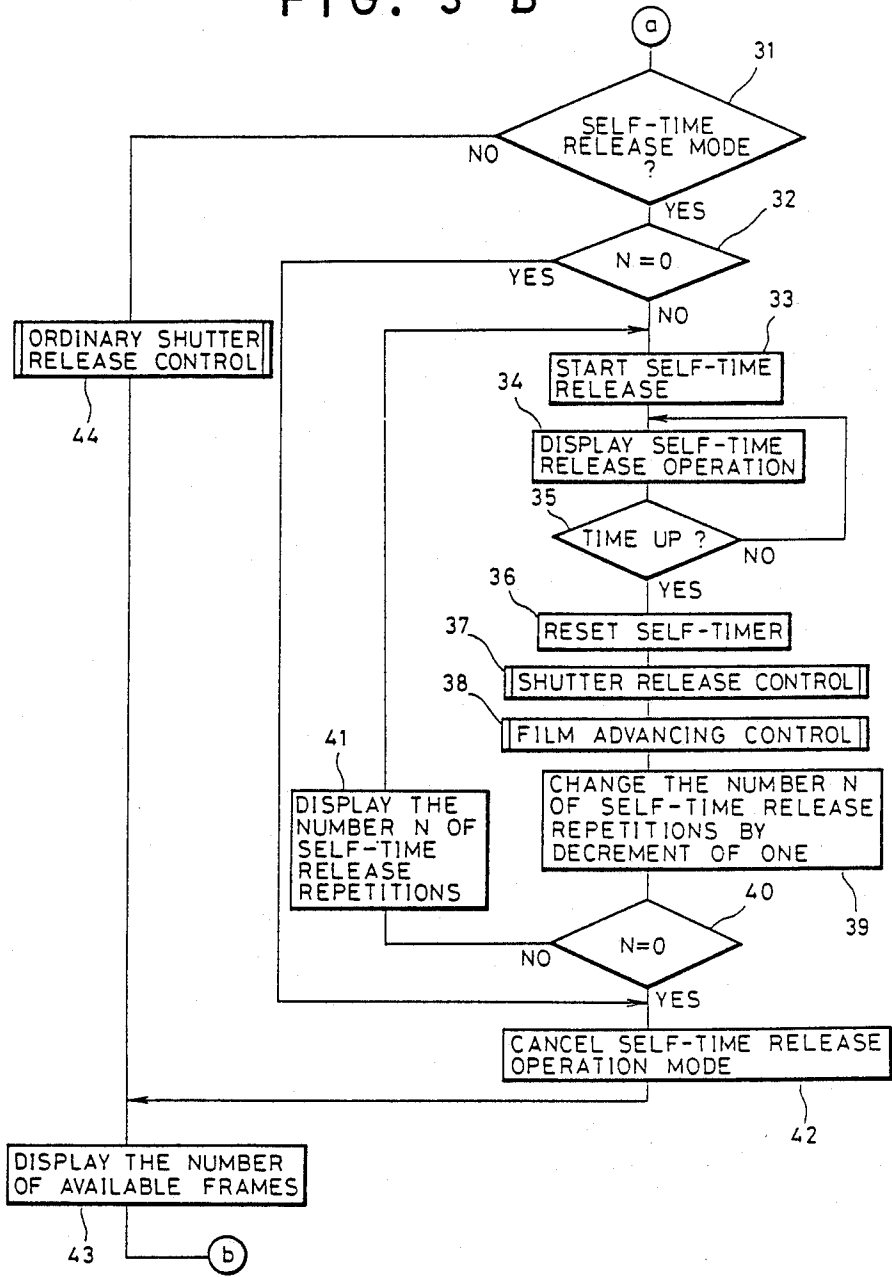 FIG. 3 B
a
31
SELF-TIME
RELEASE MODE
?
NO
YES
32
N=0
YES
NO
33
ORDINARY SHUTTER
RELEASE CONTROL
44
START SELF-TIME
RELEASE
34
DISPLAY SELF-TIME
RELEASE OPERATION
35
TIME UP ?
NO
YES
36
RESET SELF-TIMER
37
SHUTTER RELEASE CONTROL
38
FILM ADVANCING CONTROL
41
DISPLAY THE
NUMBER N OF
SELF-TIME
RELEASE
REPETITIONS
CHANGE THE NUMBER N
OF SELF-TIME RELEASE
REPETITIONS BY
DECREMENT OF ONE
39
40
N=0
NO
YES
CANCEL SELF-TIME RELEASE
OPERATION MODE
42
DISPLAY THE NUMBER
OF AVAILABLE FRAMES
43
b